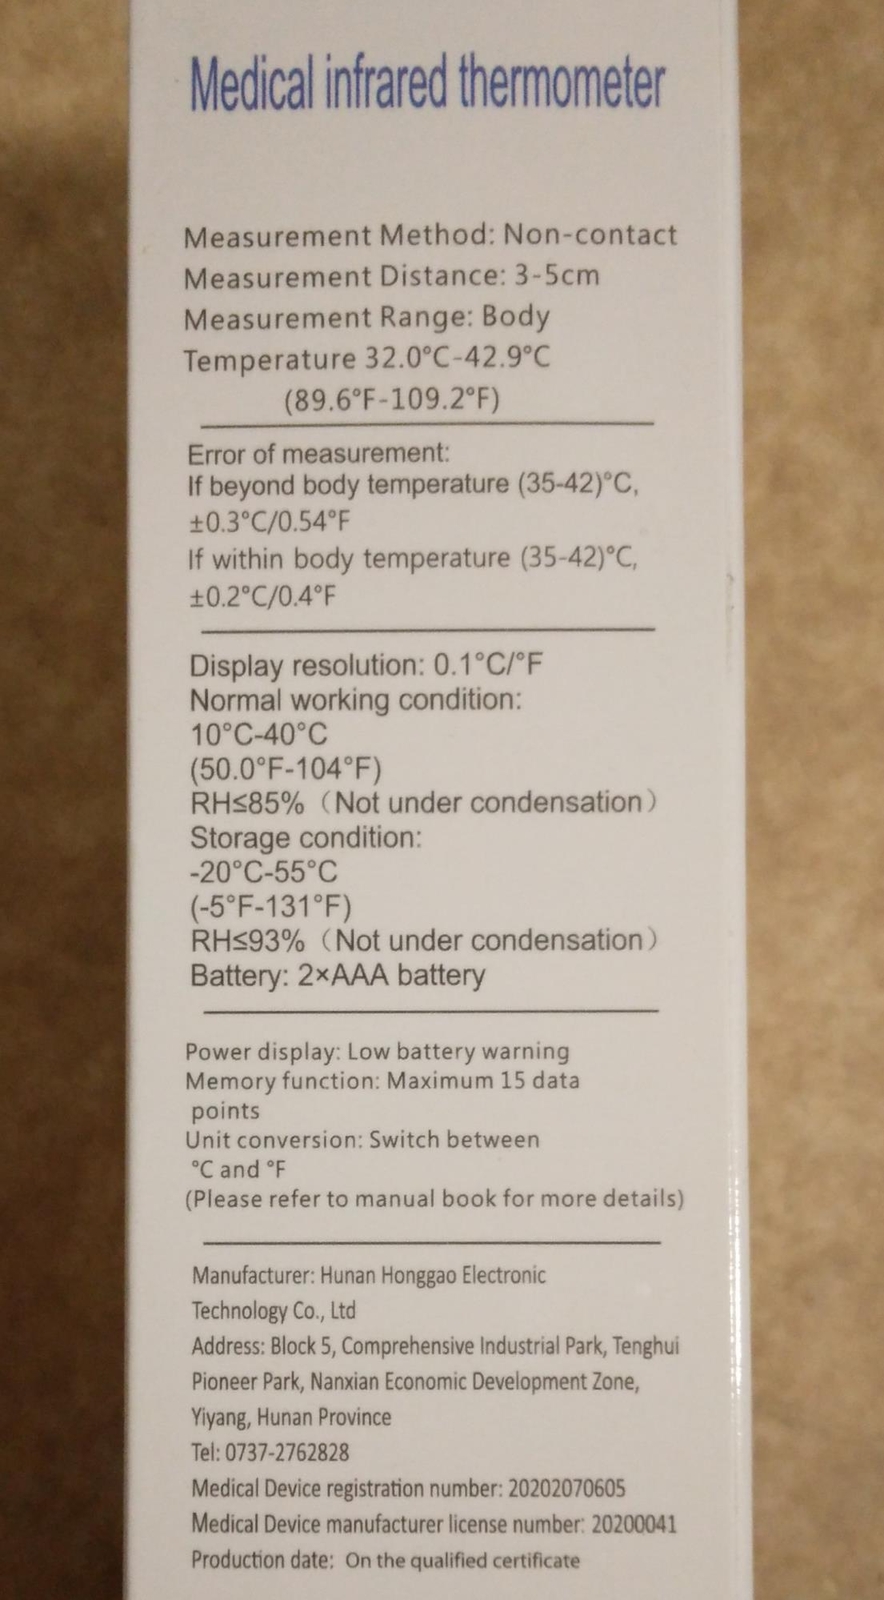 Medical infrared thermometer
Measurement Method: Non-contact
Measurement Distance: 3-5cm
Measurement Range: Body
Temperature 32.0°C-42.9°C
(89.6°F-109.2°F)
Error of measurement:
If beyond body temperature (35-42)°C,
±0.3°C/0.54°F
If within body temperature (35-42)°C,
±0.2°C/0.4°F
Display resolution: 0.1°C/°F
Normal working condition:
10°C-40°C
(50.0°F-104°F)
RH≤85%（Not under condensation）
Storage condition:
-20°C-55°C
(-5°F-131°F)
RH≤93%（Not under condensation）
Battery: 2×AAA battery
Power display: Low battery warning
Memory function: Maximum 15 data
points
Unit conversion: Switch between
°C and °F
(Please refer to manual book for more details)
Manufacturer: Hunan Honggao Electronic
Technology Co., Ltd
Address: Block 5, Comprehensive Industrial Park, Tenghui
Pioneer Park, Nanxian Economic Development Zone,
Yiyang, Hunan Province
Tel: 0737-2762828
Medical Device registration number: 20202070605
Medical Device manufacturer license number: 20200041
Production date: On the qualified certificate